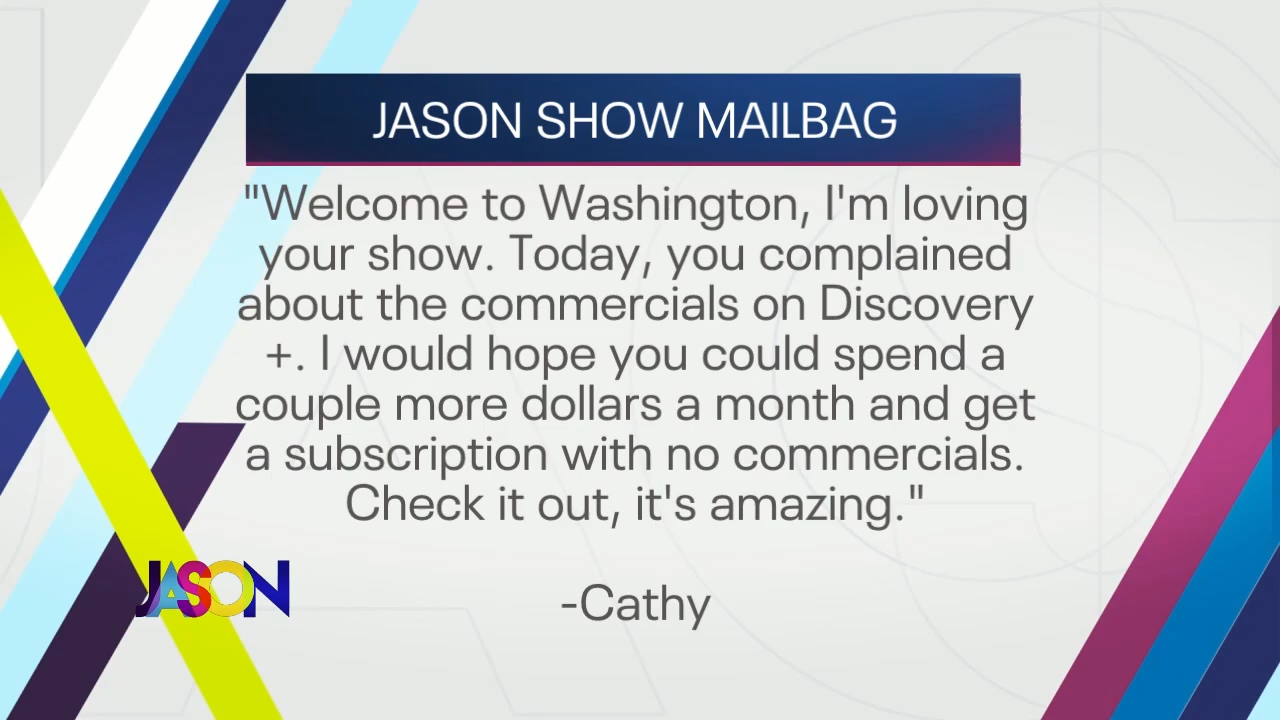 JASON SHOW MAILBAG
"Welcome to Washington, I'm loving
your show. Today, you complained
about the commercials on Discovery
+. I would hope you could spend a
couple more dollars a month and get
a subscription with no commercials.
Check it out, it's amazing."
-Cathy
JASON